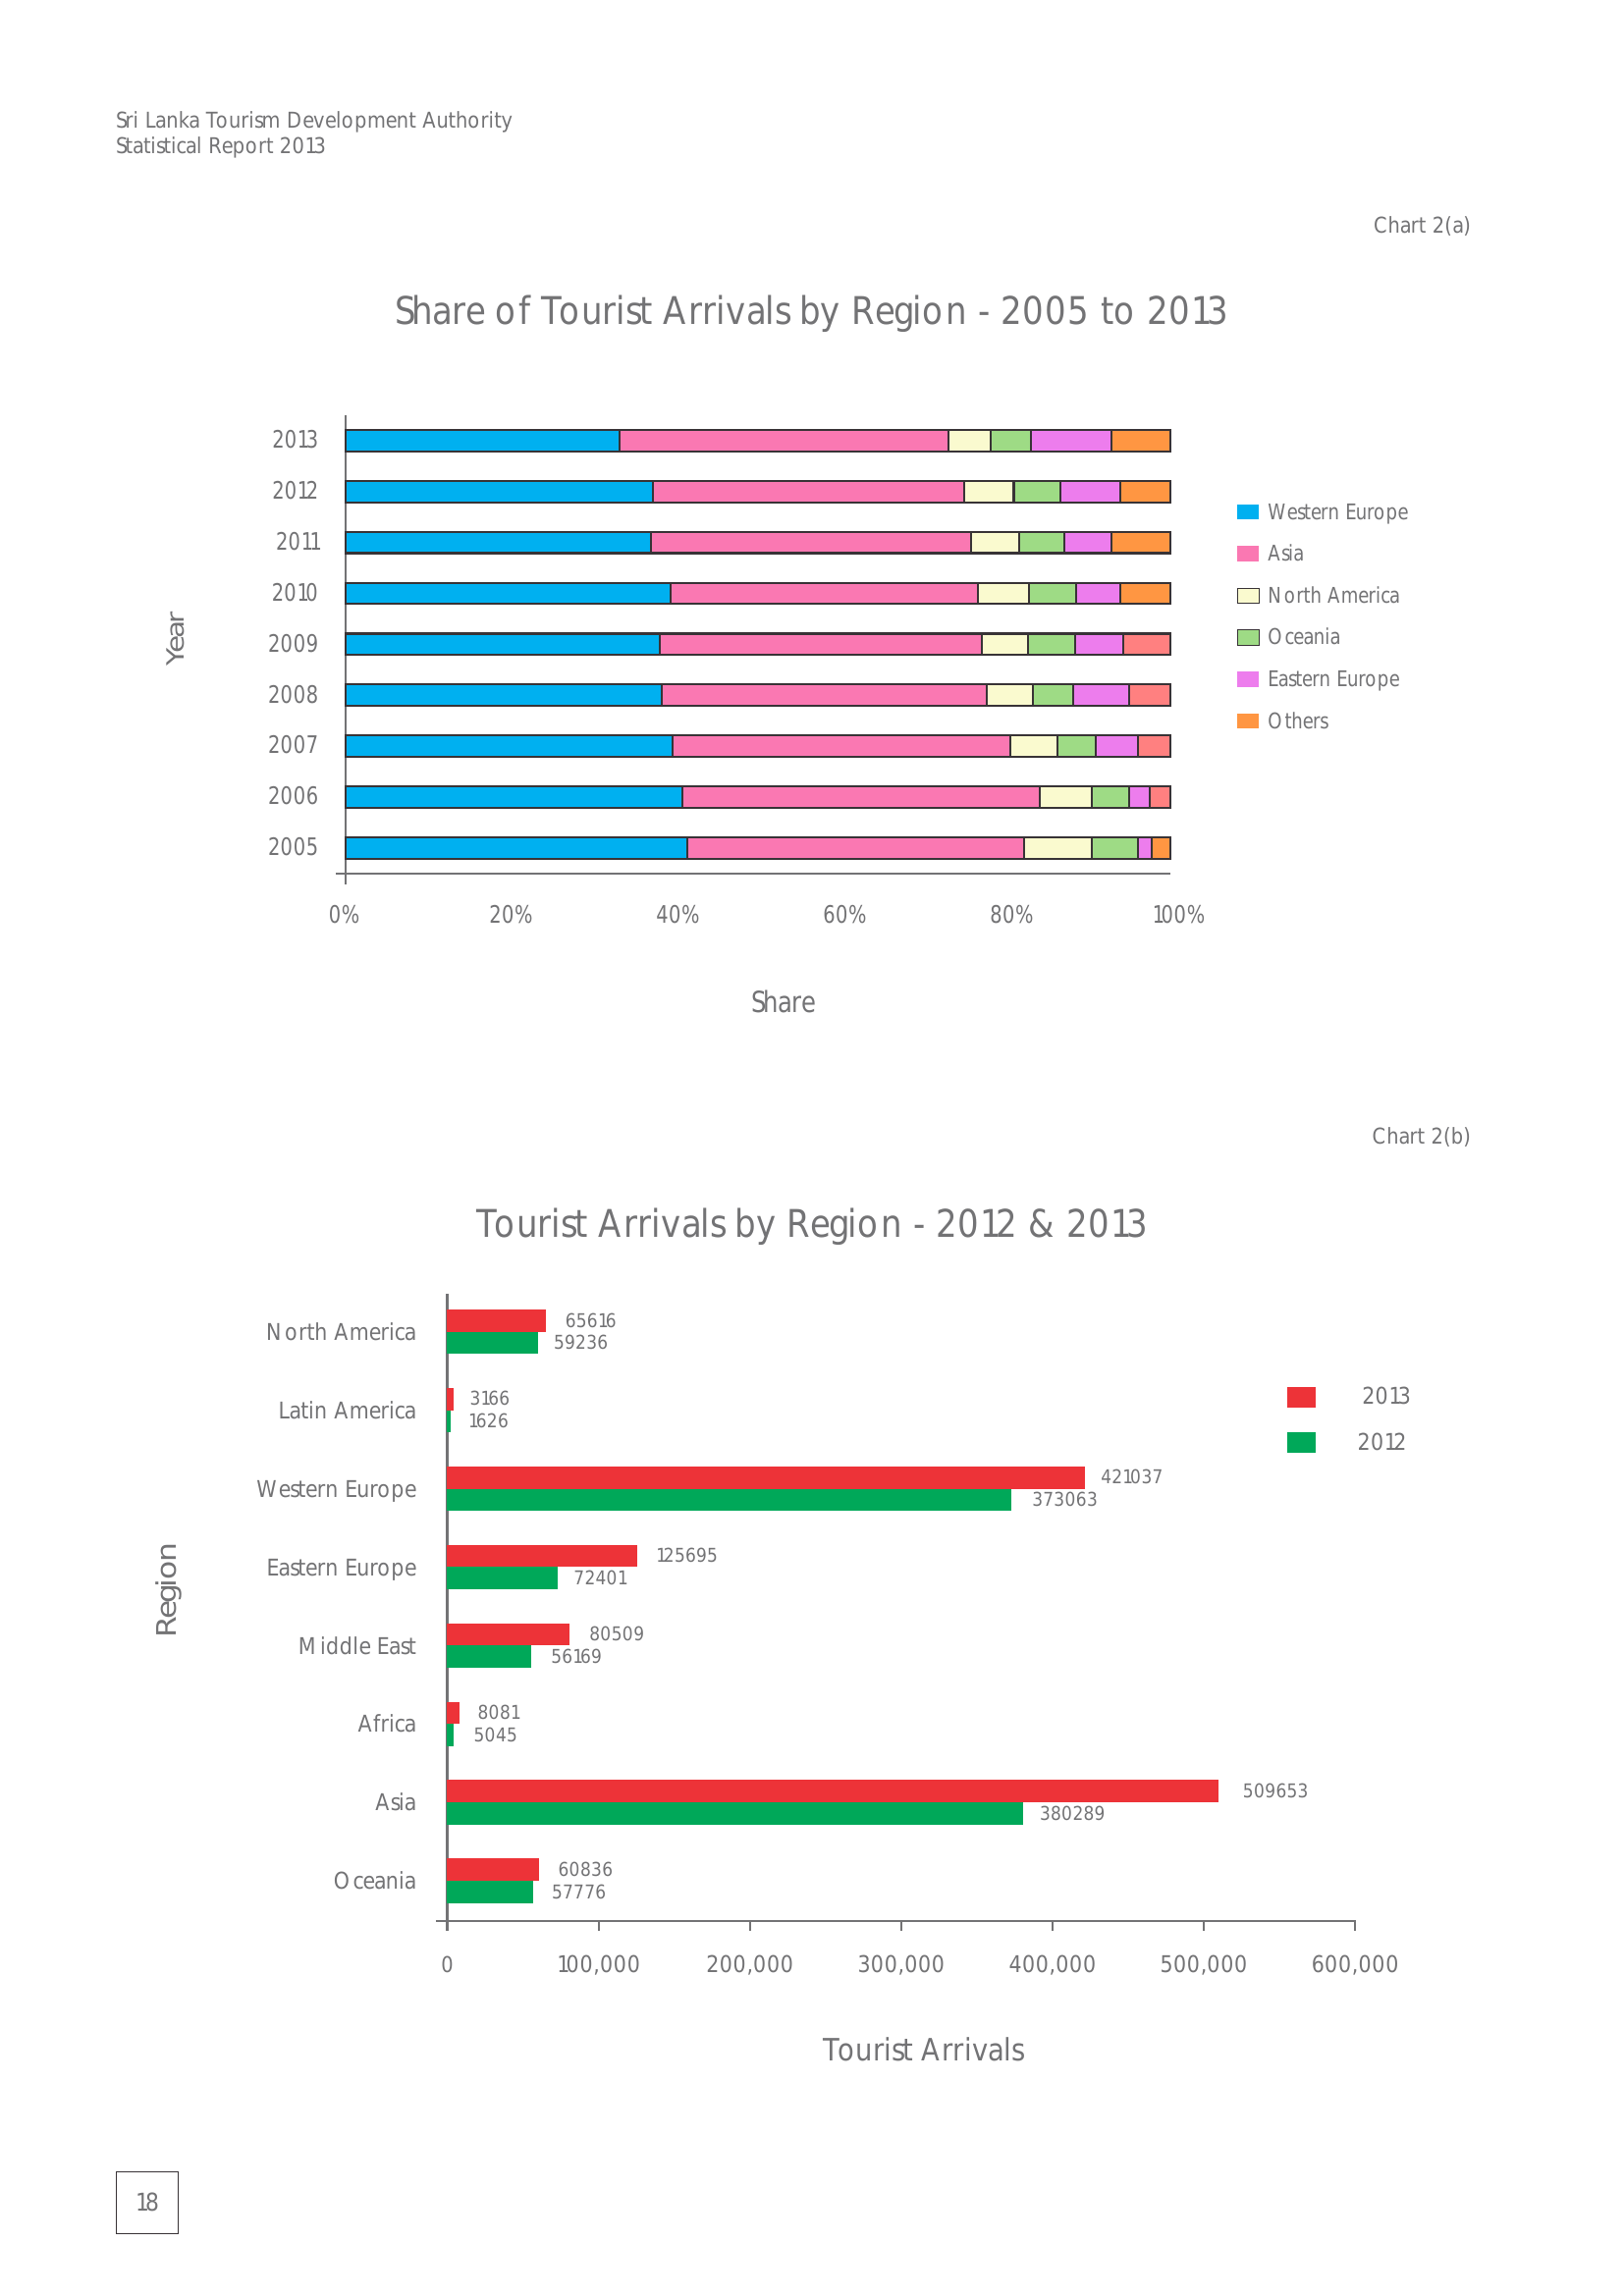 Sri Lanka Tourism Development Authority
Statistical Report 2013
Chart 2(a)
Share of Tourist Arrivals by Region - 2005 to 2013
2013
2012
2011
2010
2009
2008
2007
2006
2005
Year
0% 20% 40% 60% 80% 100%
Share
Western Europe
Asia
North America
Oceania
Eastern Europe
Others
Chart 2(b)
Tourist Arrivals by Region - 2012 & 2013
North America
65616
59236
Latin America
3166
1626
Western Europe
421037
373063
Eastern Europe
125695
72401
Middle East
80509
56169
Africa
8081
5045
Asia
509653
380289
Oceania
60836
57776
Region
2013
2012
0 100,000 200,000 300,000 400,000 500,000 600,000
Tourist Arrivals
18